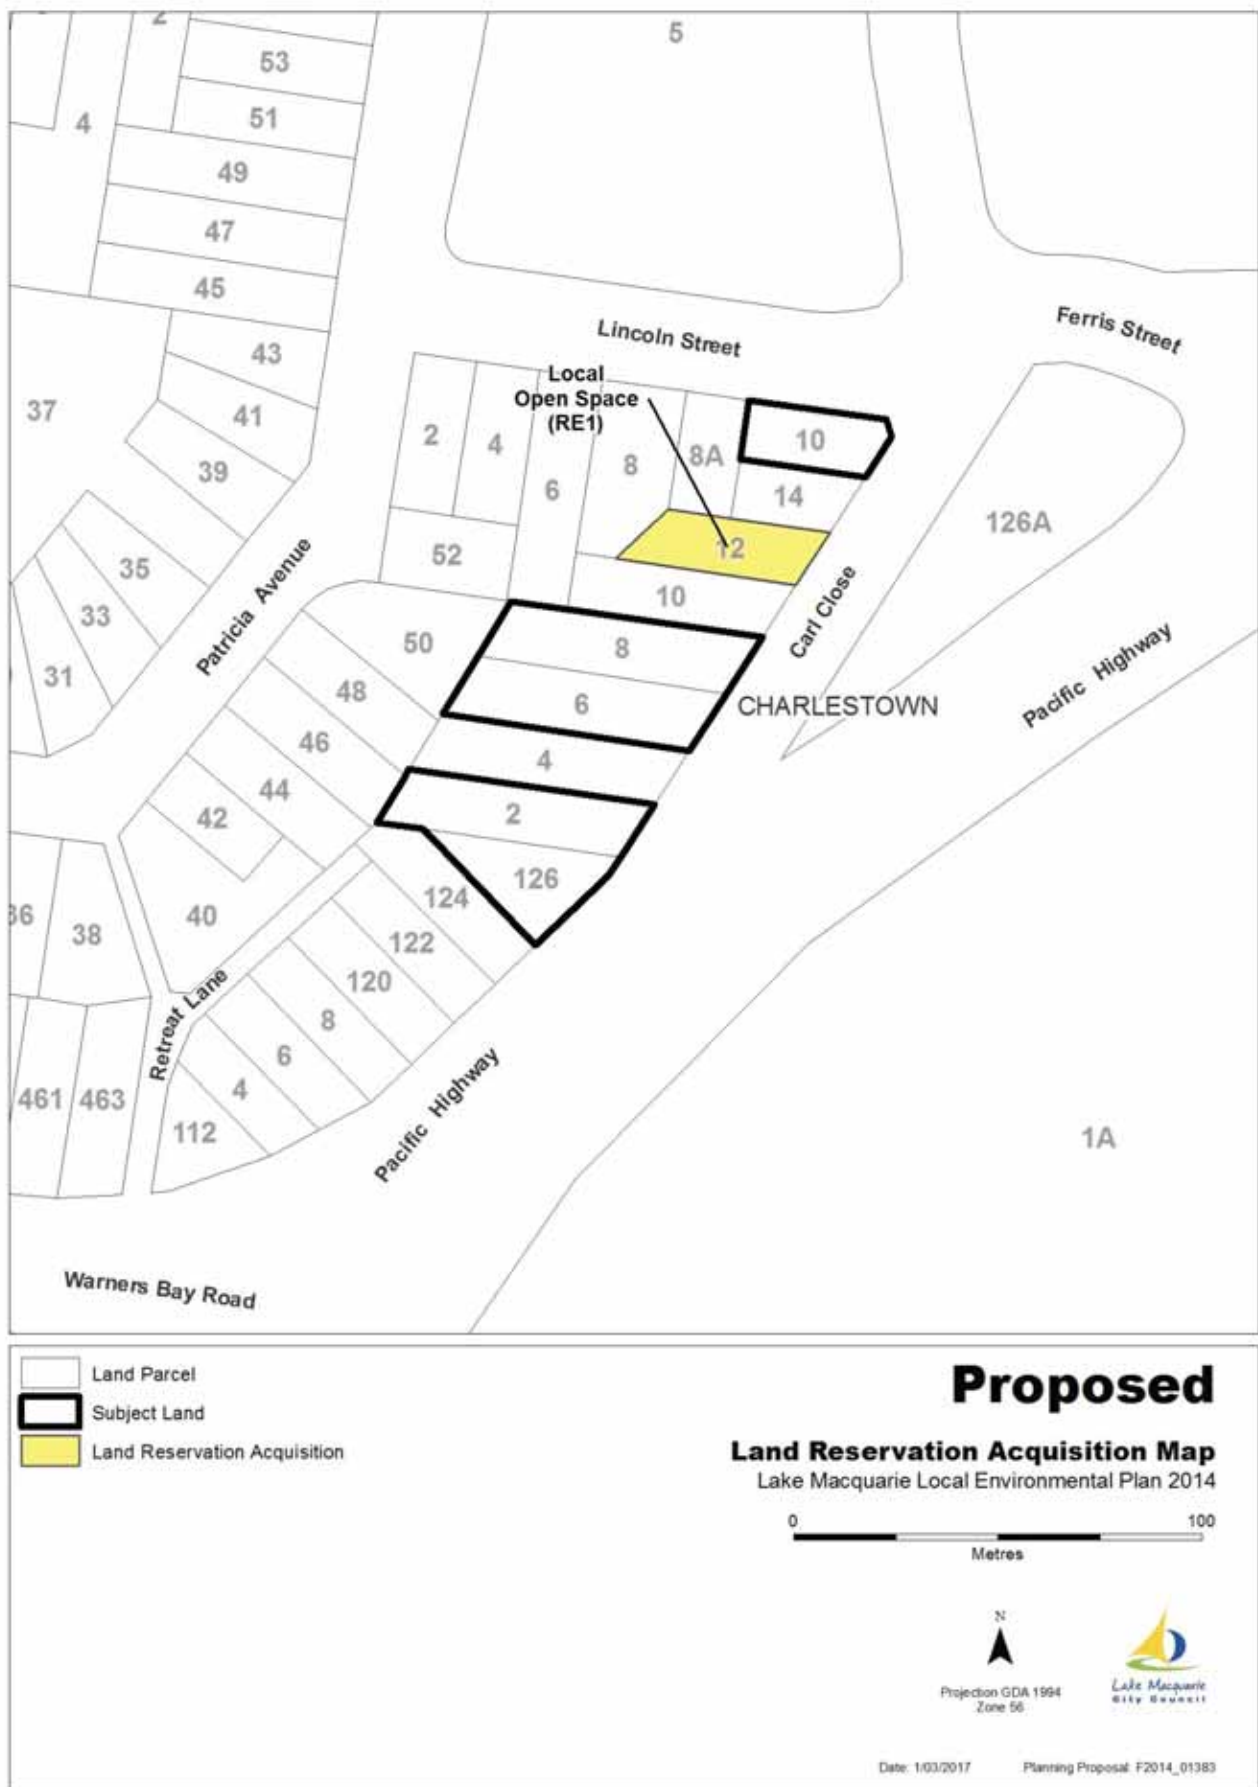 2
5
53
51
4
49
47
45
Lincoln Street
Ferris Street
43
37
41
39
Local
Open Space
(RE1)
2
4
6
8
8A
10
14
126A
12
52
10
35
33
31
Patricia Avenue
50
48
46
44
42
8
6
Carl Close
CHARLESTOWN
Pacific Highway
4
2
126
124
122
120
8
6
4
112
40
38
Retreat Lane
461
463
Pacific Highway
1A
Warners Bay Road
Land Parcel
Subject Land
Land Reservation Acquisition
Proposed
Land Reservation Acquisition Map
Lake Macquarie Local Environmental Plan 2014
0 100
Metres
N
Projection GDA 1994
Zone 56
Lake Macquarie
City Council
Date: 1/03/2017 Planning Proposal: F2014_01383